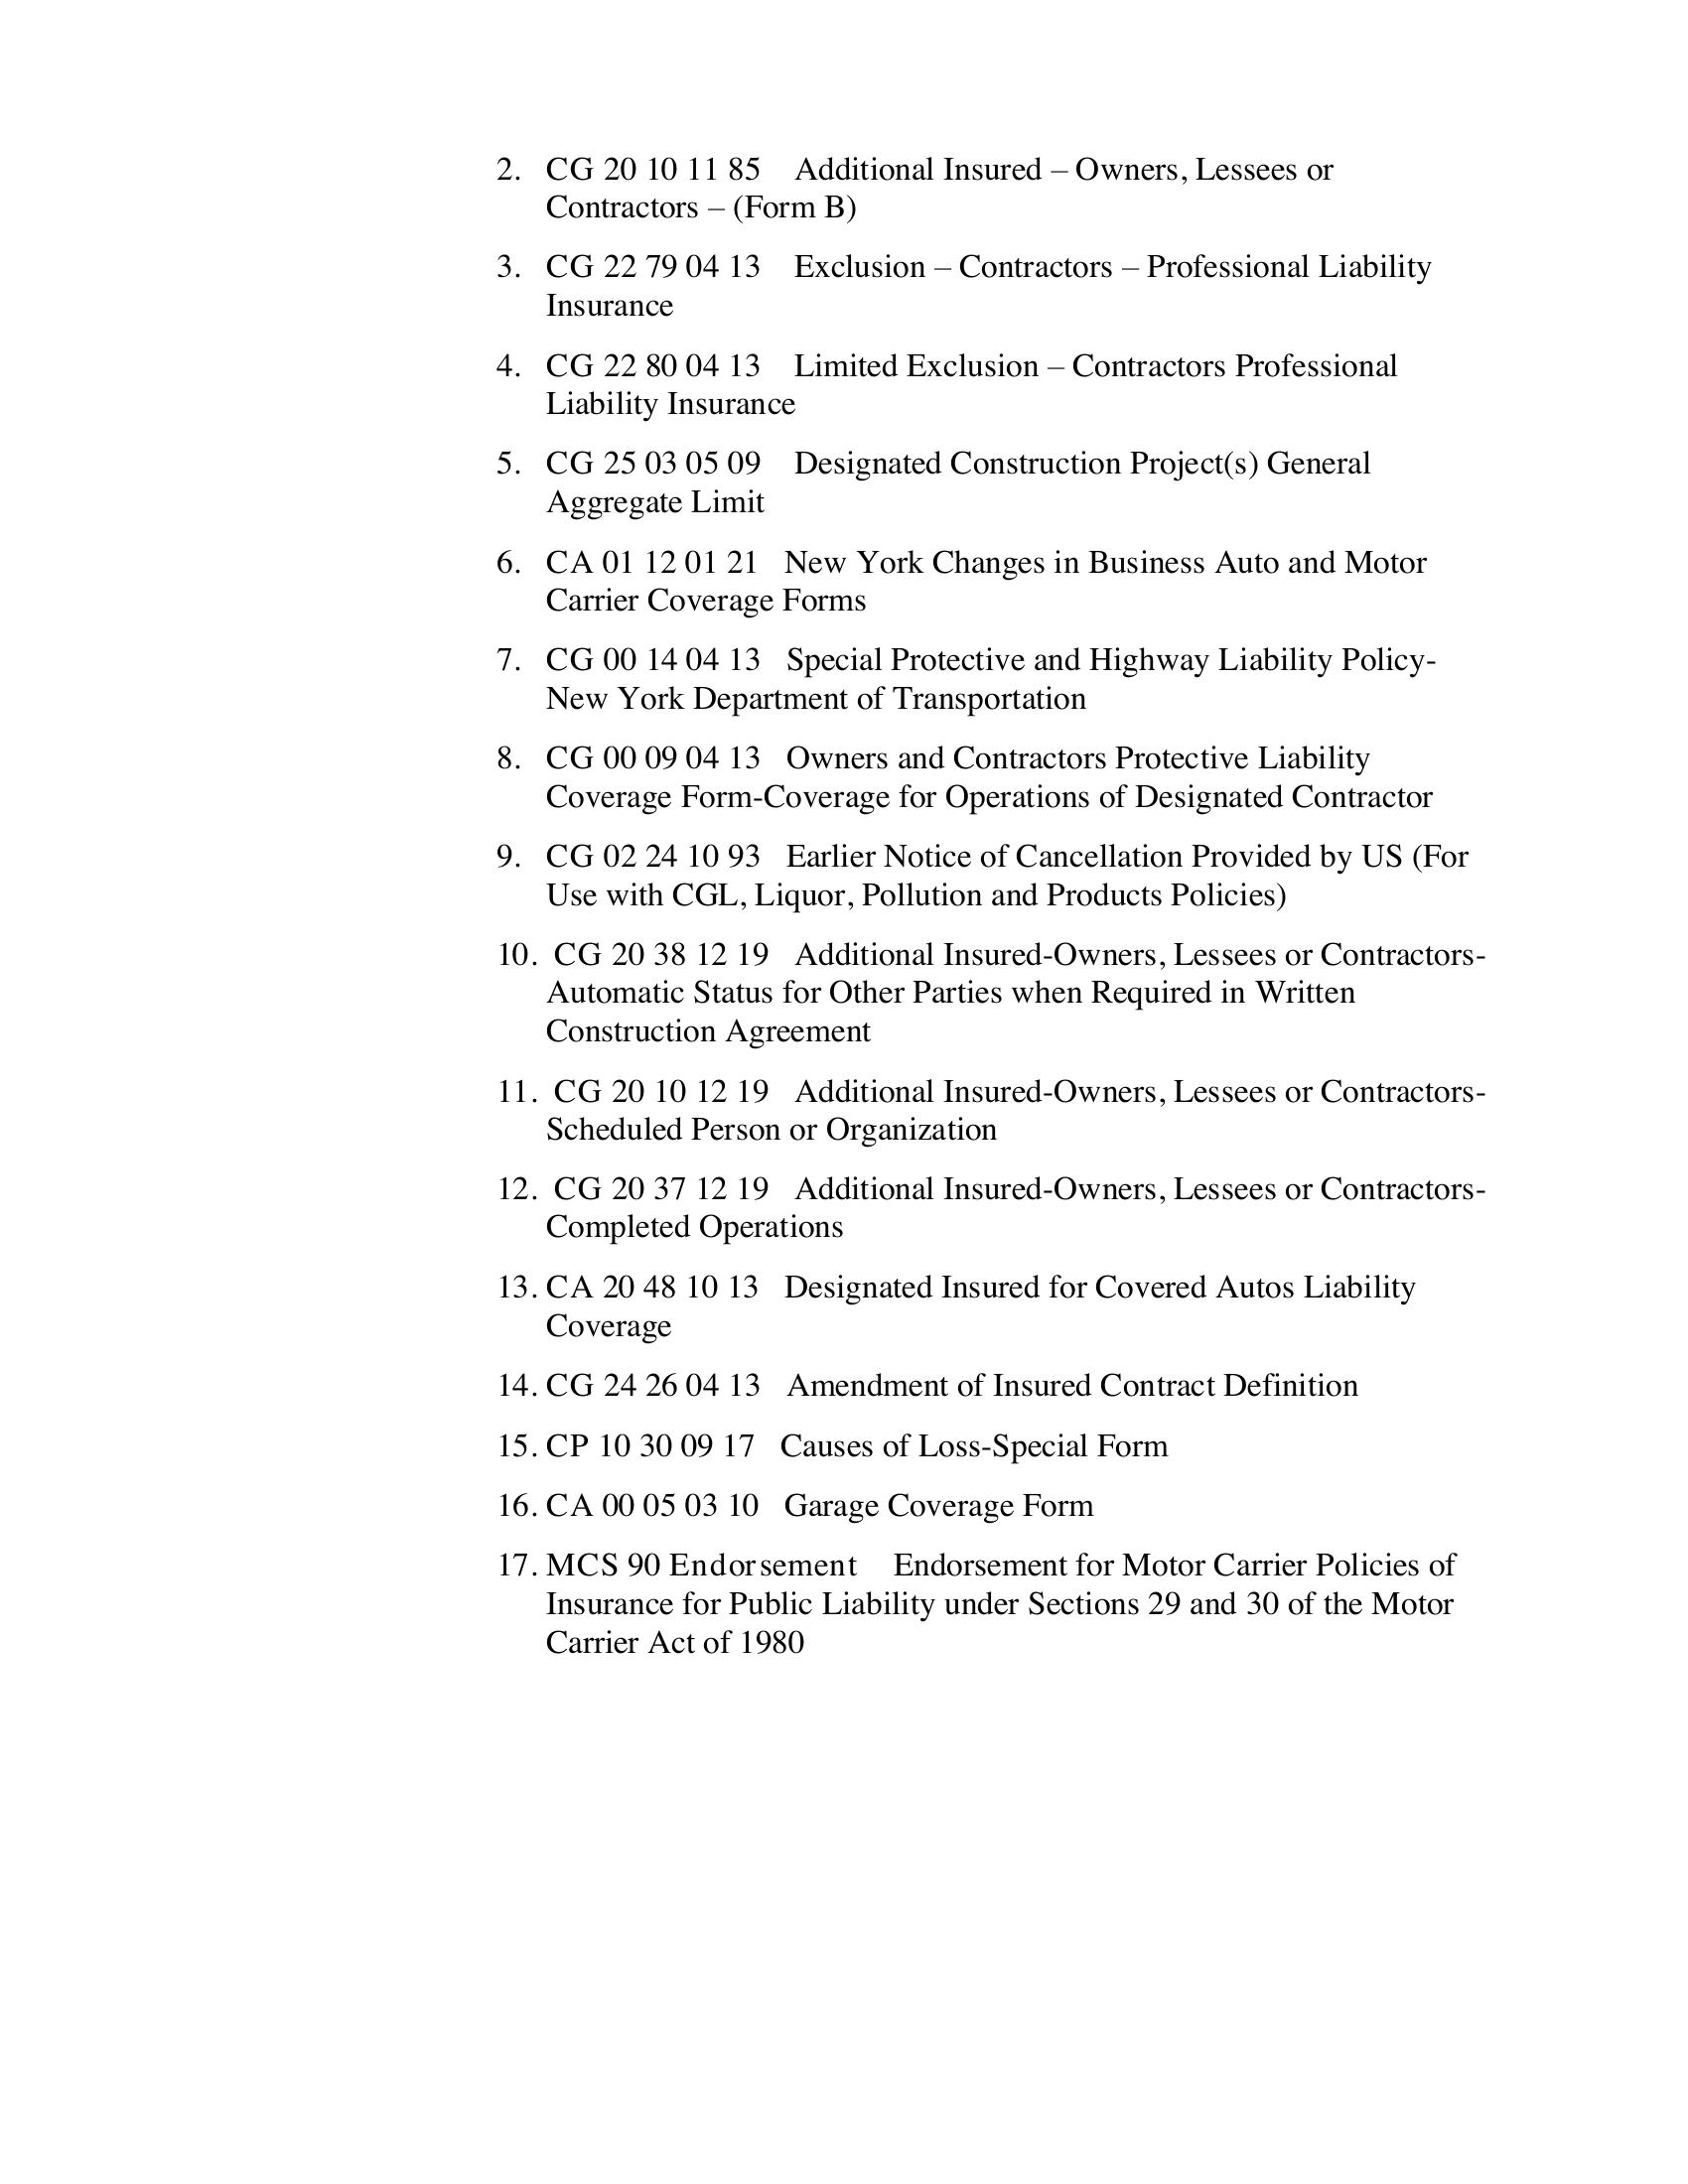 2. CG 20 10 11 85 Additional Insured – Owners, Lessees or
Contractors – (Form B)
3. CG 22 79 04 13 Exclusion – Contractors – Professional Liability
Insurance
4. CG 22 80 04 13 Limited Exclusion – Contractors Professional
Liability Insurance
5. CG 25 03 05 09 Designated Construction Project(s) General
Aggregate Limit
6. CA 01 12 01 21 New York Changes in Business Auto and Motor
Carrier Coverage Forms
7. CG 00 14 04 13 Special Protective and Highway Liability Policy-
New York Department of Transportation
8. CG 00 09 04 13 Owners and Contractors Protective Liability
Coverage Form-Coverage for Operations of Designated Contractor
9. CG 02 24 10 93 Earlier Notice of Cancellation Provided by US (For
Use with CGL, Liquor, Pollution and Products Policies)
10. CG 20 38 12 19 Additional Insured-Owners, Lessees or Contractors-
Automatic Status for Other Parties when Required in Written
Construction Agreement
11. CG 20 10 12 19 Additional Insured-Owners, Lessees or Contractors-
Scheduled Person or Organization
12. CG 20 37 12 19 Additional Insured-Owners, Lessees or Contractors-
Completed Operations
13. CA 20 48 10 13 Designated Insured for Covered Autos Liability
Coverage
14. CG 24 26 04 13 Amendment of Insured Contract Definition
15. CP 10 30 09 17 Causes of Loss-Special Form
16. CA 00 05 03 10 Garage Coverage Form
17. MCS 90 Endorsement Endorsement for Motor Carrier Policies of
Insurance for Public Liability under Sections 29 and 30 of the Motor
Carrier Act of 1980